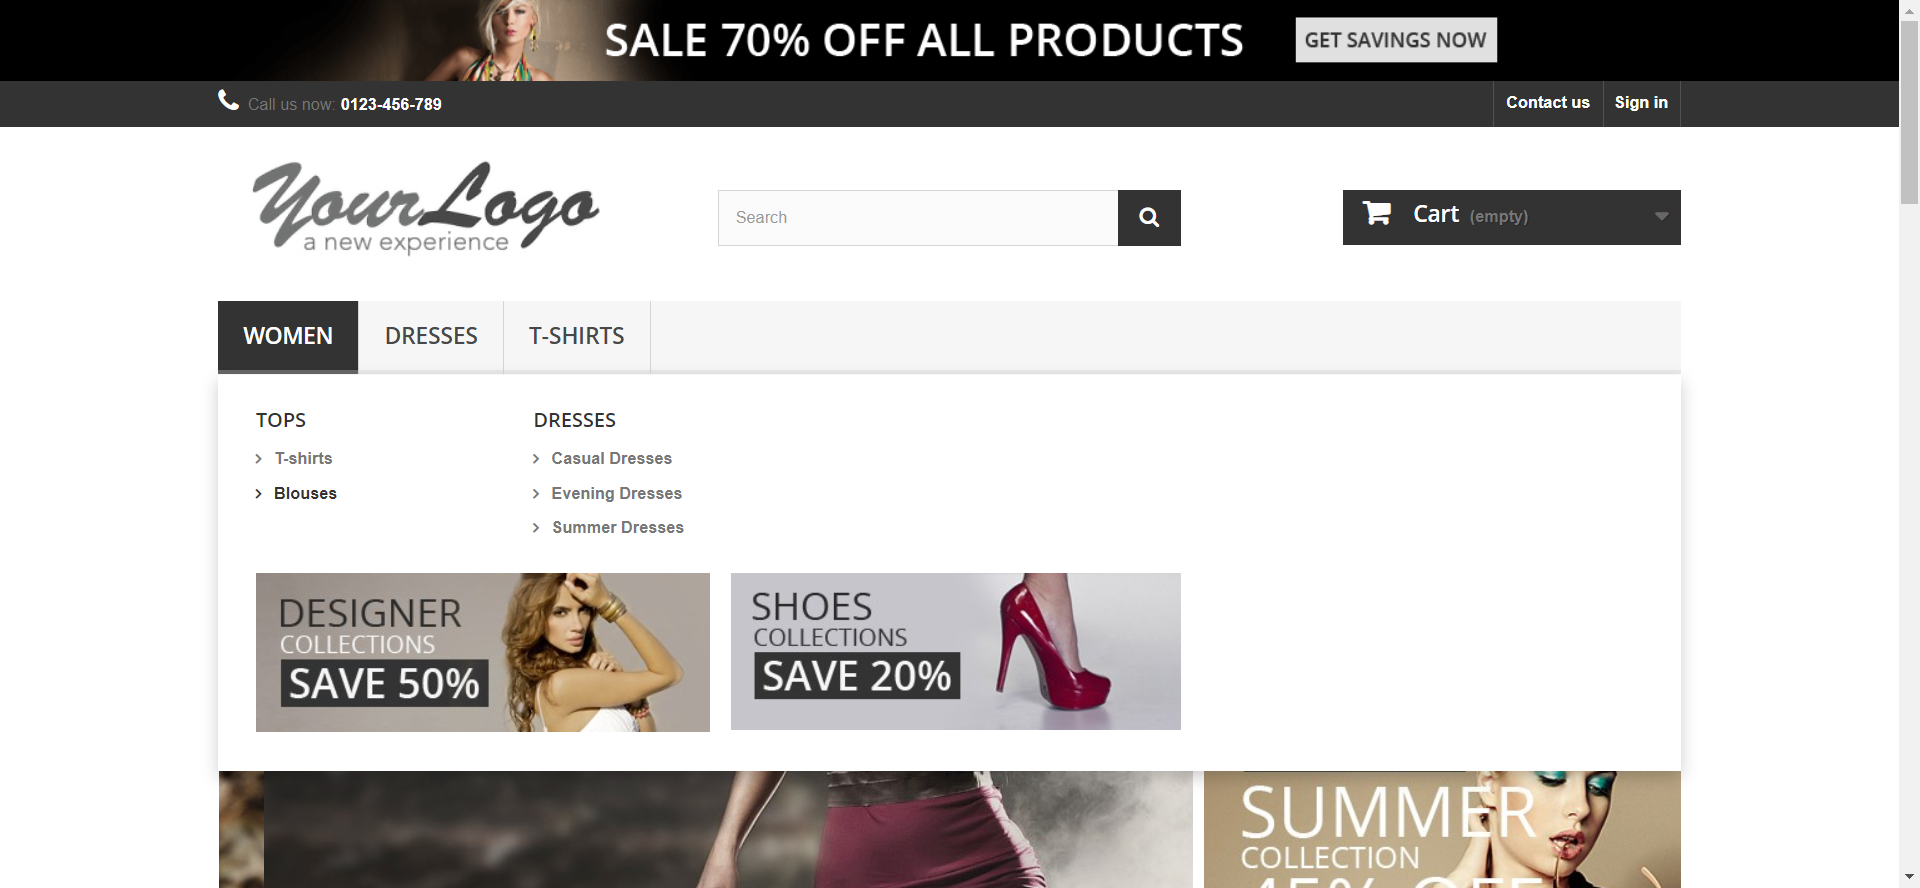 SALE 70% OFF ALL PRODUCTS GET SAVINGS NOW
Call us now: 0123-456-789 Contact us Sign in
YourLogo
a new experience
Search
Cart (empty)
WOMEN DRESSES T-SHIRTS
TOPS
T-shirts
Blouses
DRESSES
Casual Dresses
Evening Dresses
Summer Dresses
DESIGNER
COLLECTIONS
SAVE 50%
SHOES
COLLECTIONS
SAVE 20%
SUMMER
COLLECTION
45% OFF